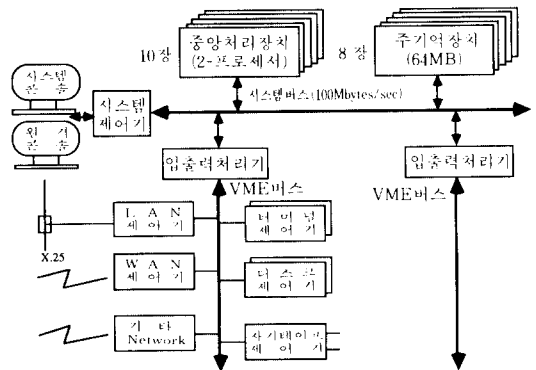 10장
중앙처리장치
(2-프로세서)
8 장
주기억장치
(64MB)
시스템
콘 솔
원 격
콘 솔
시스템
제어기
시스템버스(100Mbytes/sec)
입출력처리기
입출력처리기
VME버스
VME버스
L A N
제 어 기
터 미 널
제 어 기
X.25
W A N
제 어 기
디 스 크
제 어 기
기 타
Network
자기테이프
제 어 기